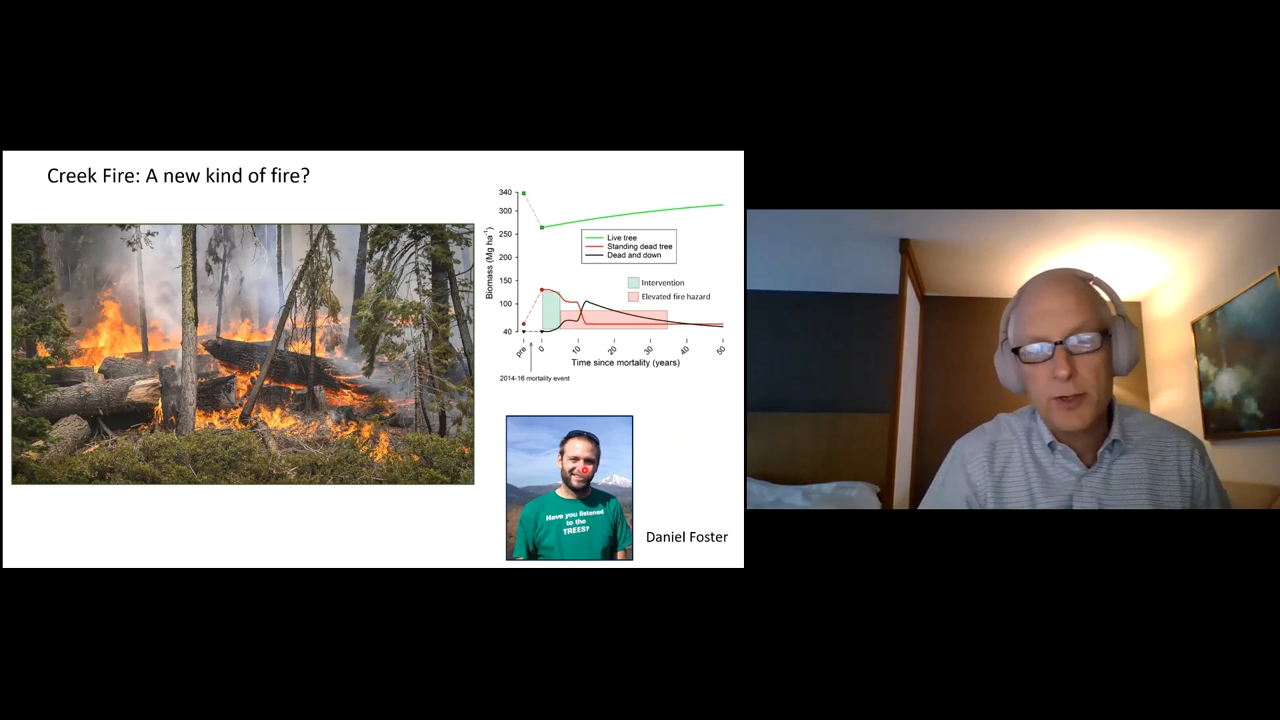 Creek Fire: A new kind of fire?
340
300
250
200
150
100
40
Biomass (Mg ha-1)
Live tree
Standing dead tree
Dead and down
Intervention
Elevated fire hazard
pre
0
10
20
30
40
50
Time since mortality (years)
2014-16 mortality event
Have you listened
to the
TREES?
Daniel Foster